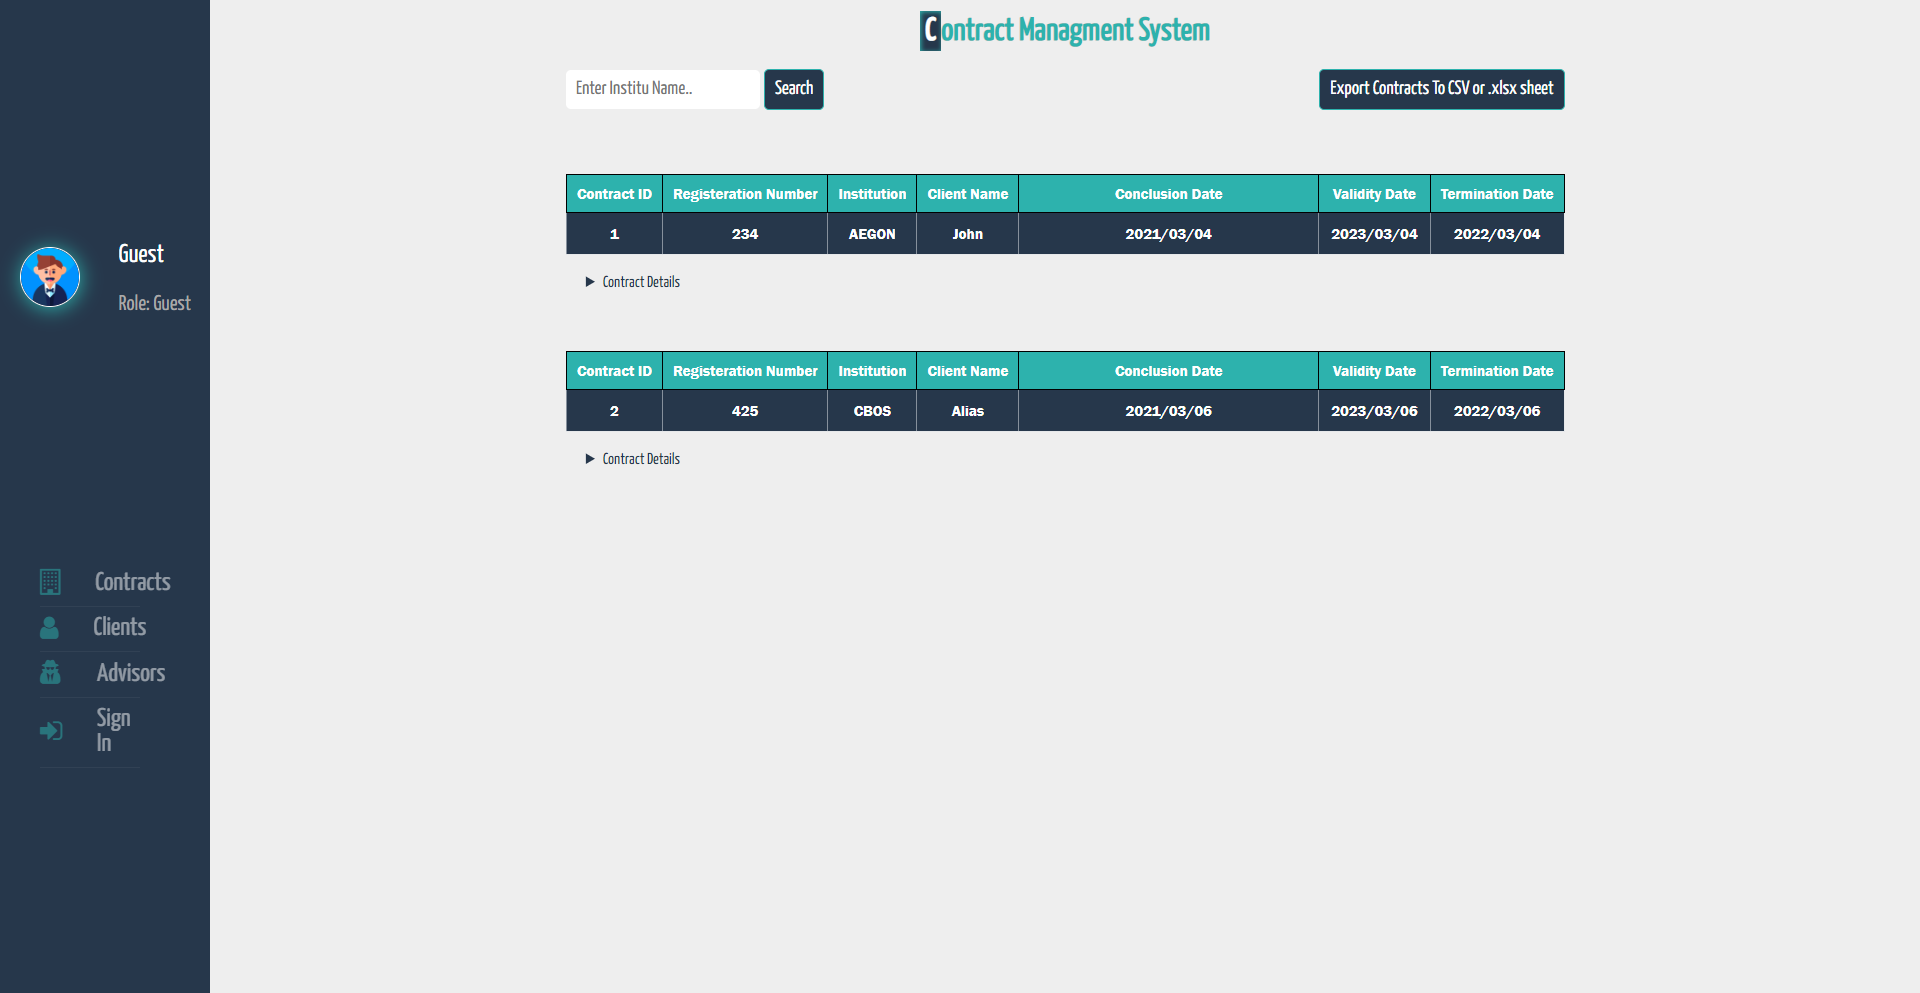 Contract Managment System
Enter Institu Name.. Search Export Contracts To CSV or .xlsx sheet
Contract ID Registeration Number Institution Client Name Conclusion Date Validity Date Termination Date
1 234 AEGON John 2021/03/04 2023/03/04 2022/03/04
Contract Details
Contract ID Registeration Number Institution Client Name Conclusion Date Validity Date Termination Date
2 425 CBOS Alias 2021/03/06 2023/03/06 2022/03/06
Contract Details
Guest
Role: Guest
Contracts
Clients
Advisors
Sign
In